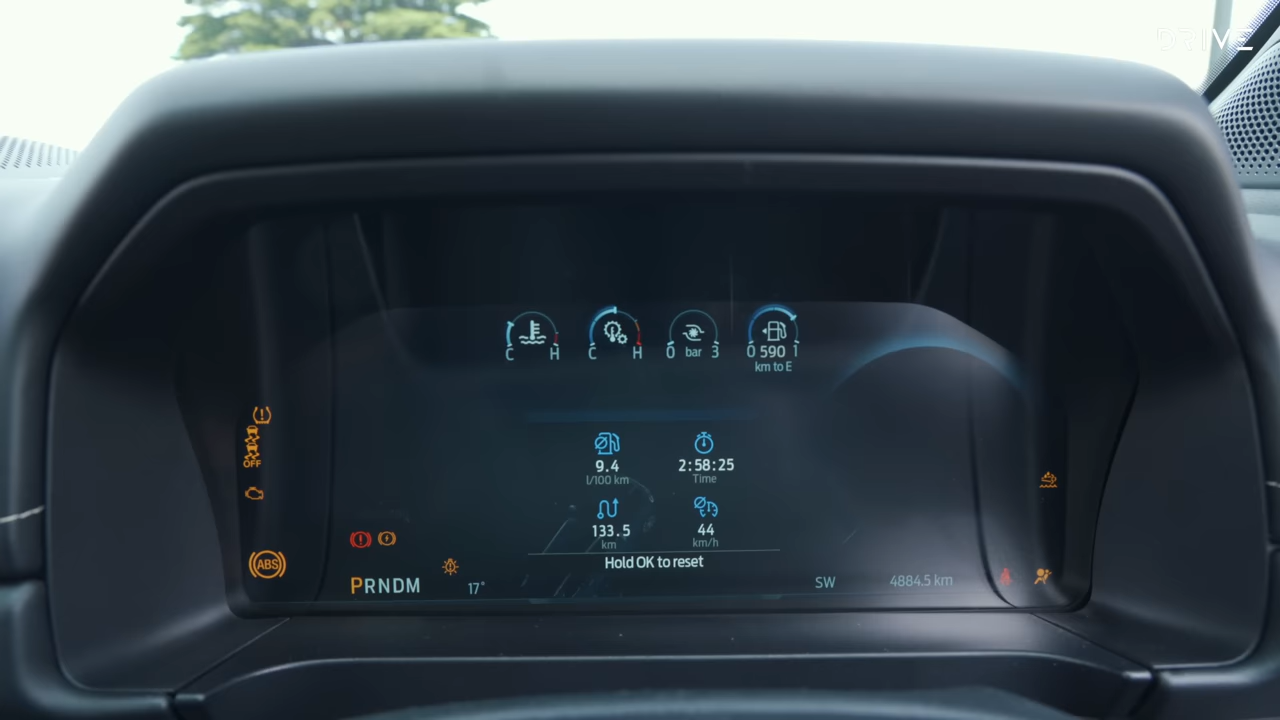 DRIVE
C H
C H
0 bar 3
0 590 1
km to E
OFF
9.4
l/100 km
2:58:25
Time
133.5
km
44
km/h
Hold OK to reset
ABS
PRNDM
17°
SW
4884.5 km